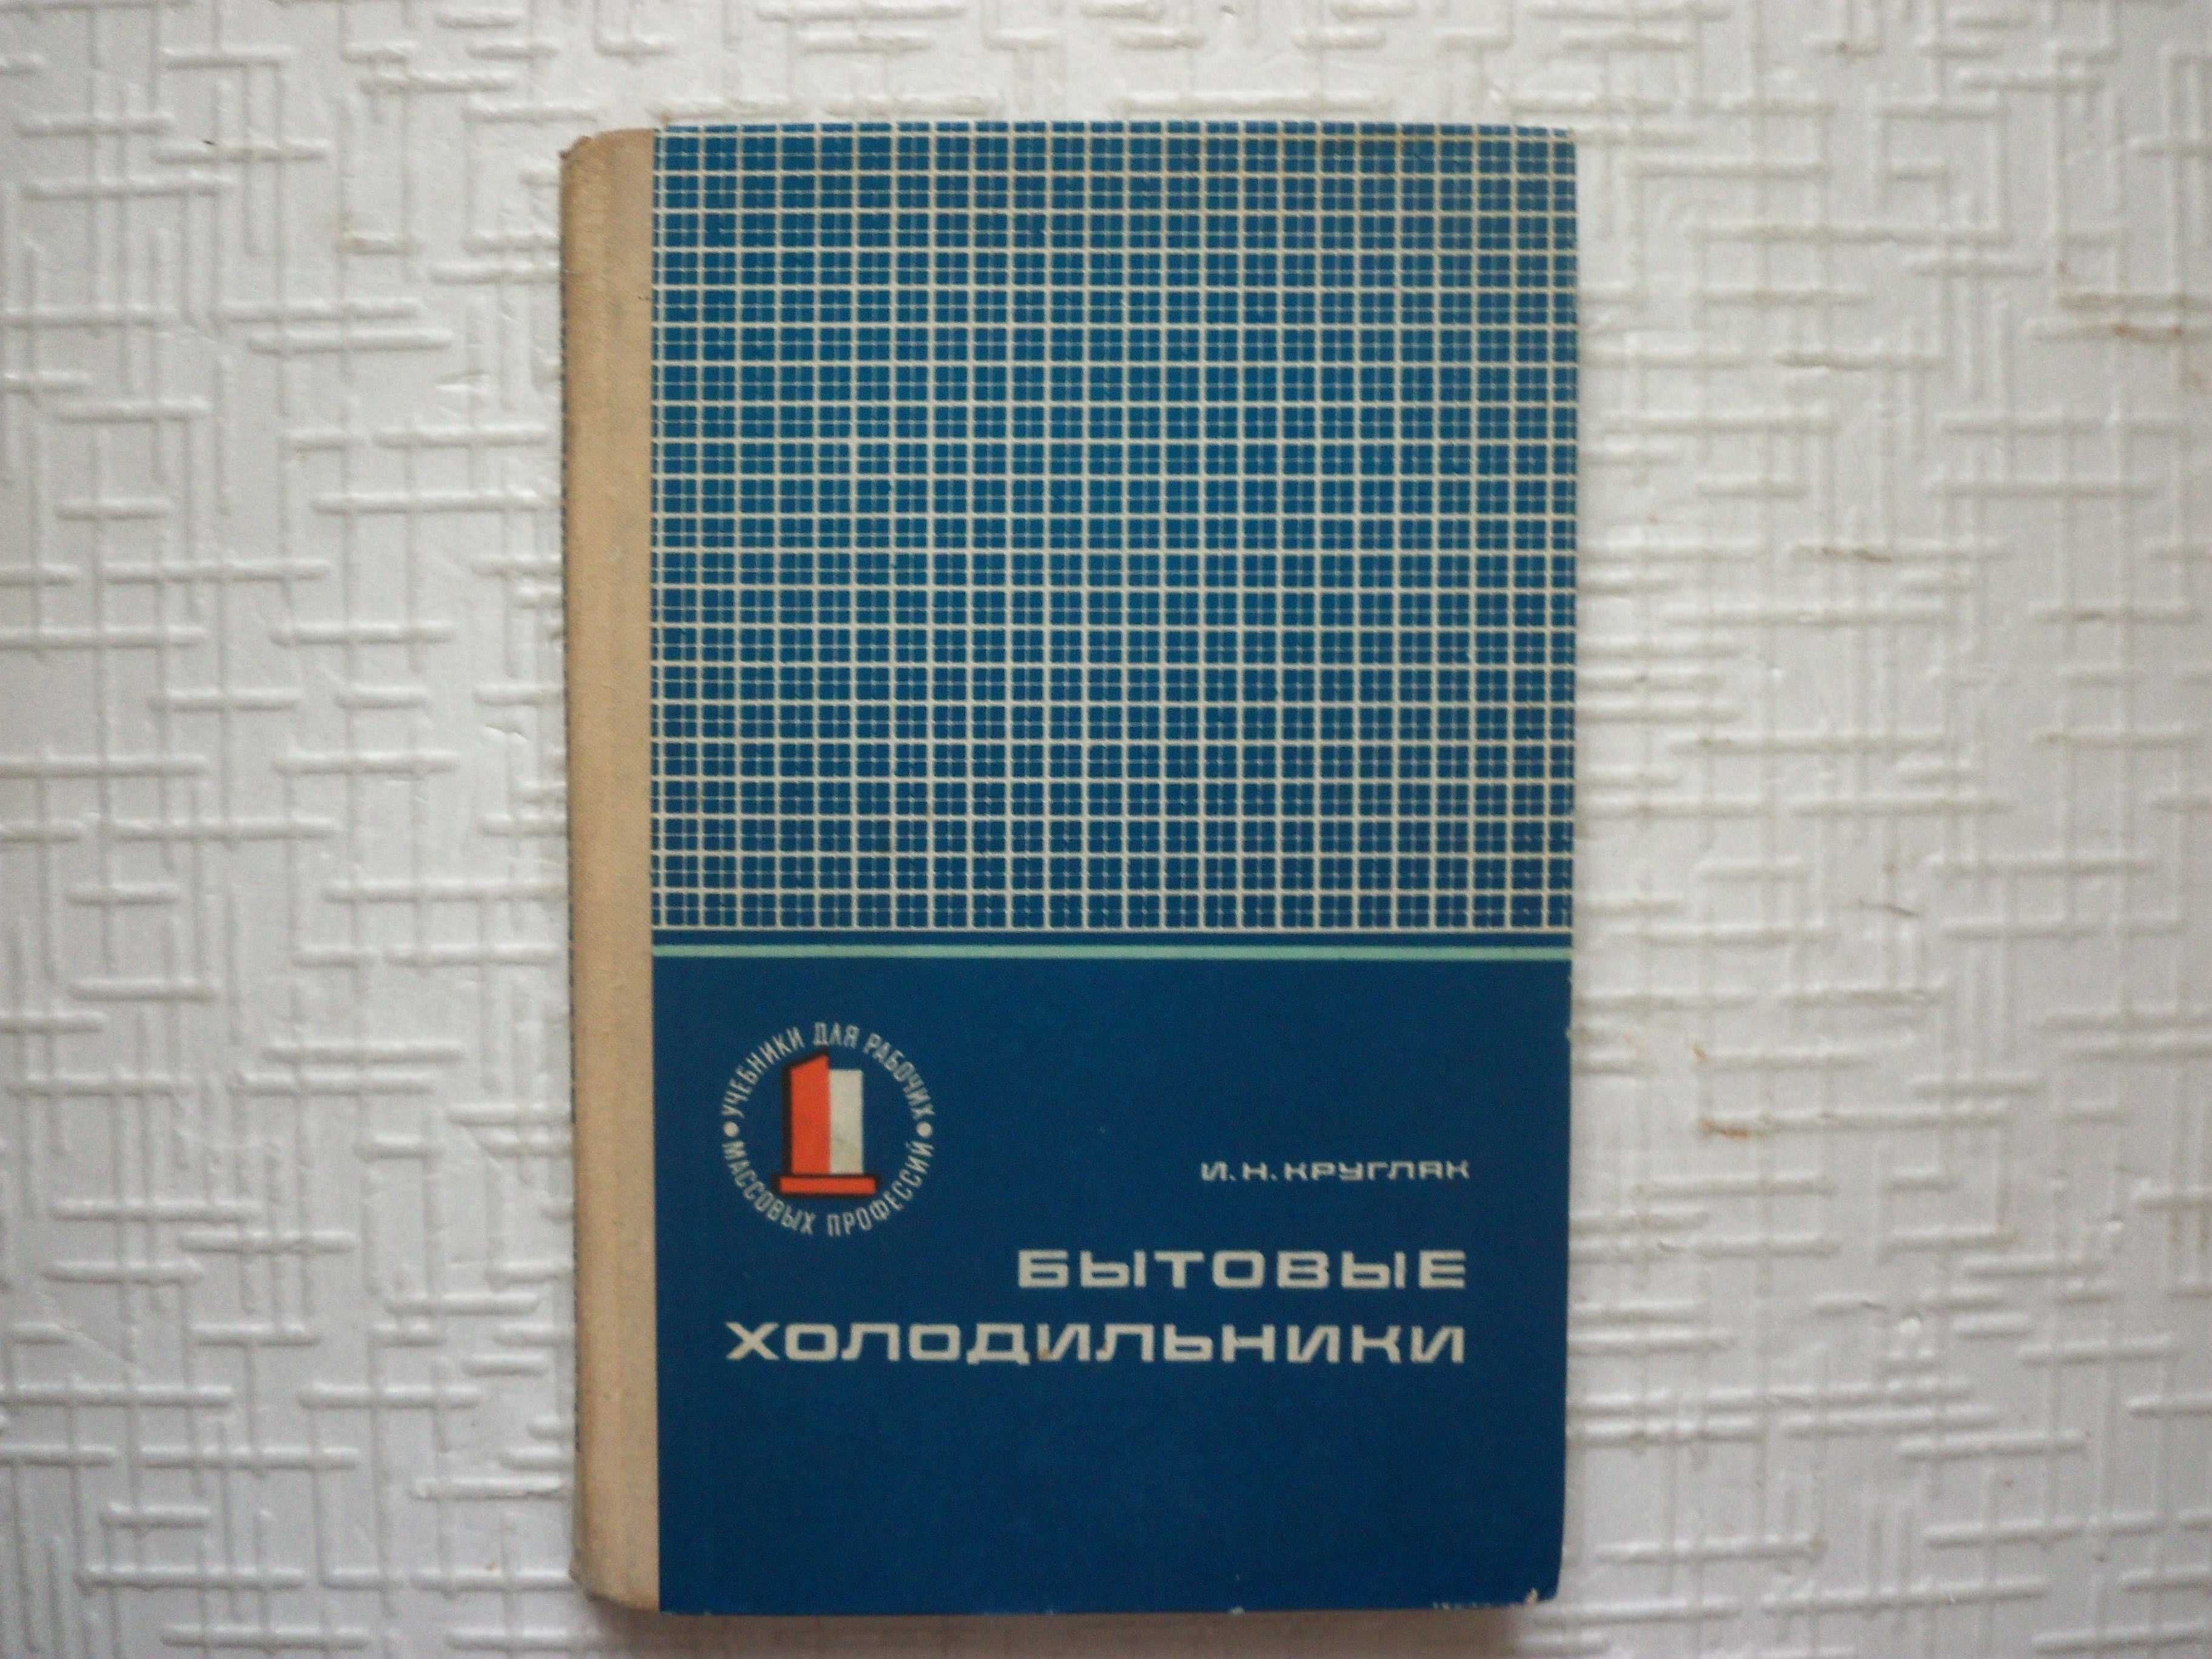 УЧЕБНИКИ ДЛЯ РАБОЧИХ
МАССОВЫХ ПРОФЕССИЙ
И. Н. КРУГЛЯК
БЫТОВЫЕ
ХОЛОДИЛЬНИКИ